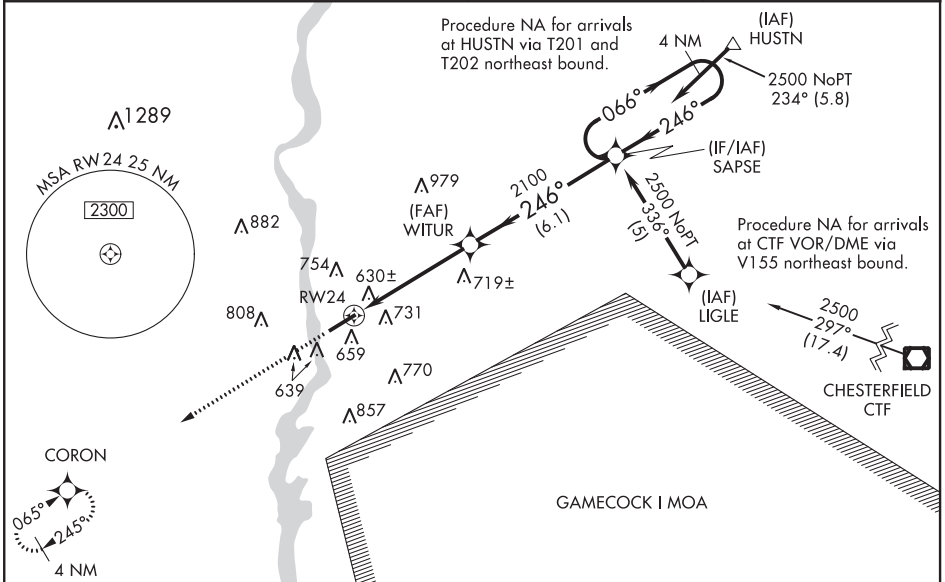 Procedure NA for arrivals
at HUSTN via T201 and
T202 northeast bound.
4 NM
(IAF)
HUSTN
2500 NoPT
234° (5.8)
066°
246°
(IF/IAF)
SAPSE
1289
MSA RW 24 25 NM
2300
979
2100
246°
(6.1)
(FAF)
WITUR
882
2500 NoPT
336°
(5)
Procedure NA for arrivals
at CTF VOR/DME via
V155 northeast bound.
754
630±
719±
RW24
808
731
659
(IAF)
LIGLE
2500
297°
(17.4)
639
770
857
CHESTERFIELD
CTF
CORON
065°
245°
4 NM
GAMECOCK I MOA